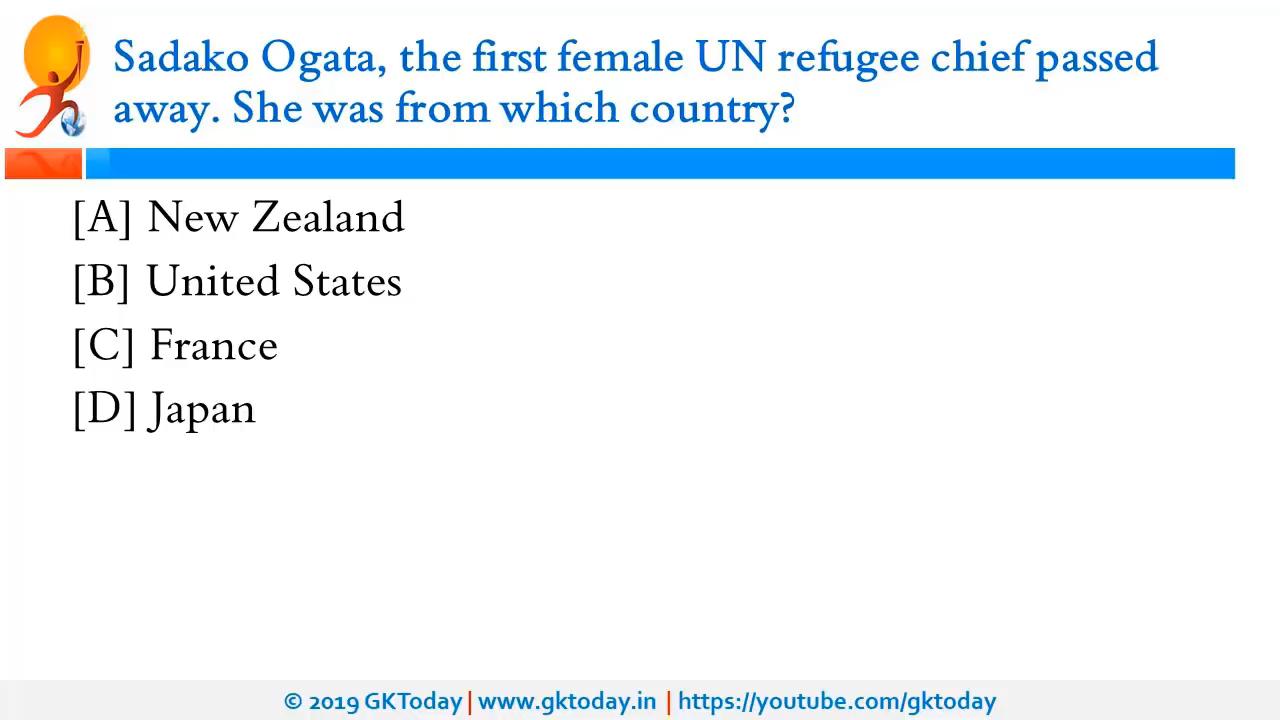 Sadako Ogata, the first female UN refugee chief passed
away. She was from which country?
[A] New Zealand
[B] United States
[C] France
[D] Japan
© 2019 GKToday | www.gktoday.in | https://youtube.com/gktoday